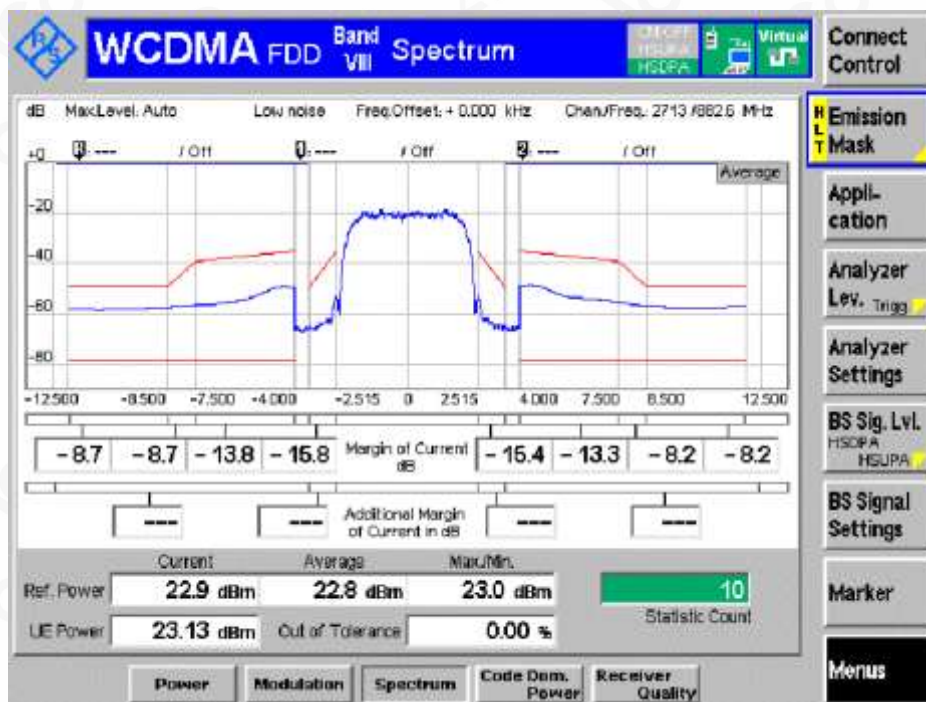 WCDMA FDD Band VIII Spectrum
HSUPA
HSDPA
Virtual
Connect Control
dB Max.Level: Auto Low noise Freq.Offset: + 0.000 kHz Chan./Freq.: 2713 /882.6 MHz
--- / Off --- / Off 2: --- / Off
Average
+0
-20
-40
-60
-80
-12.500 -8.500 -7.500 -4.000 -2.515 0 2.515 4.000 7.500 8.500 12.500
- 8.7 - 8.7 - 13.8 - 15.8 Margin of Current dB - 15.4 - 13.3 - 8.2 - 8.2
--- --- Additional Margin of Current in dB --- ---
Current Average Max./Min.
Ref. Power 22.9 dBm 22.8 dBm 23.0 dBm 10
Statistic Count
UE Power 23.13 dBm Out of Tolerance 0.00 %
Power Modulation Spectrum Code Dom. Power Receiver Quality
HLT
Emission Mask
Appli-
cation
Analyzer
Lev. Trigg
Analyzer
Settings
BS Sig. Lvl.
HSDPA
HSUPA
BS Signal
Settings
Marker
Menus